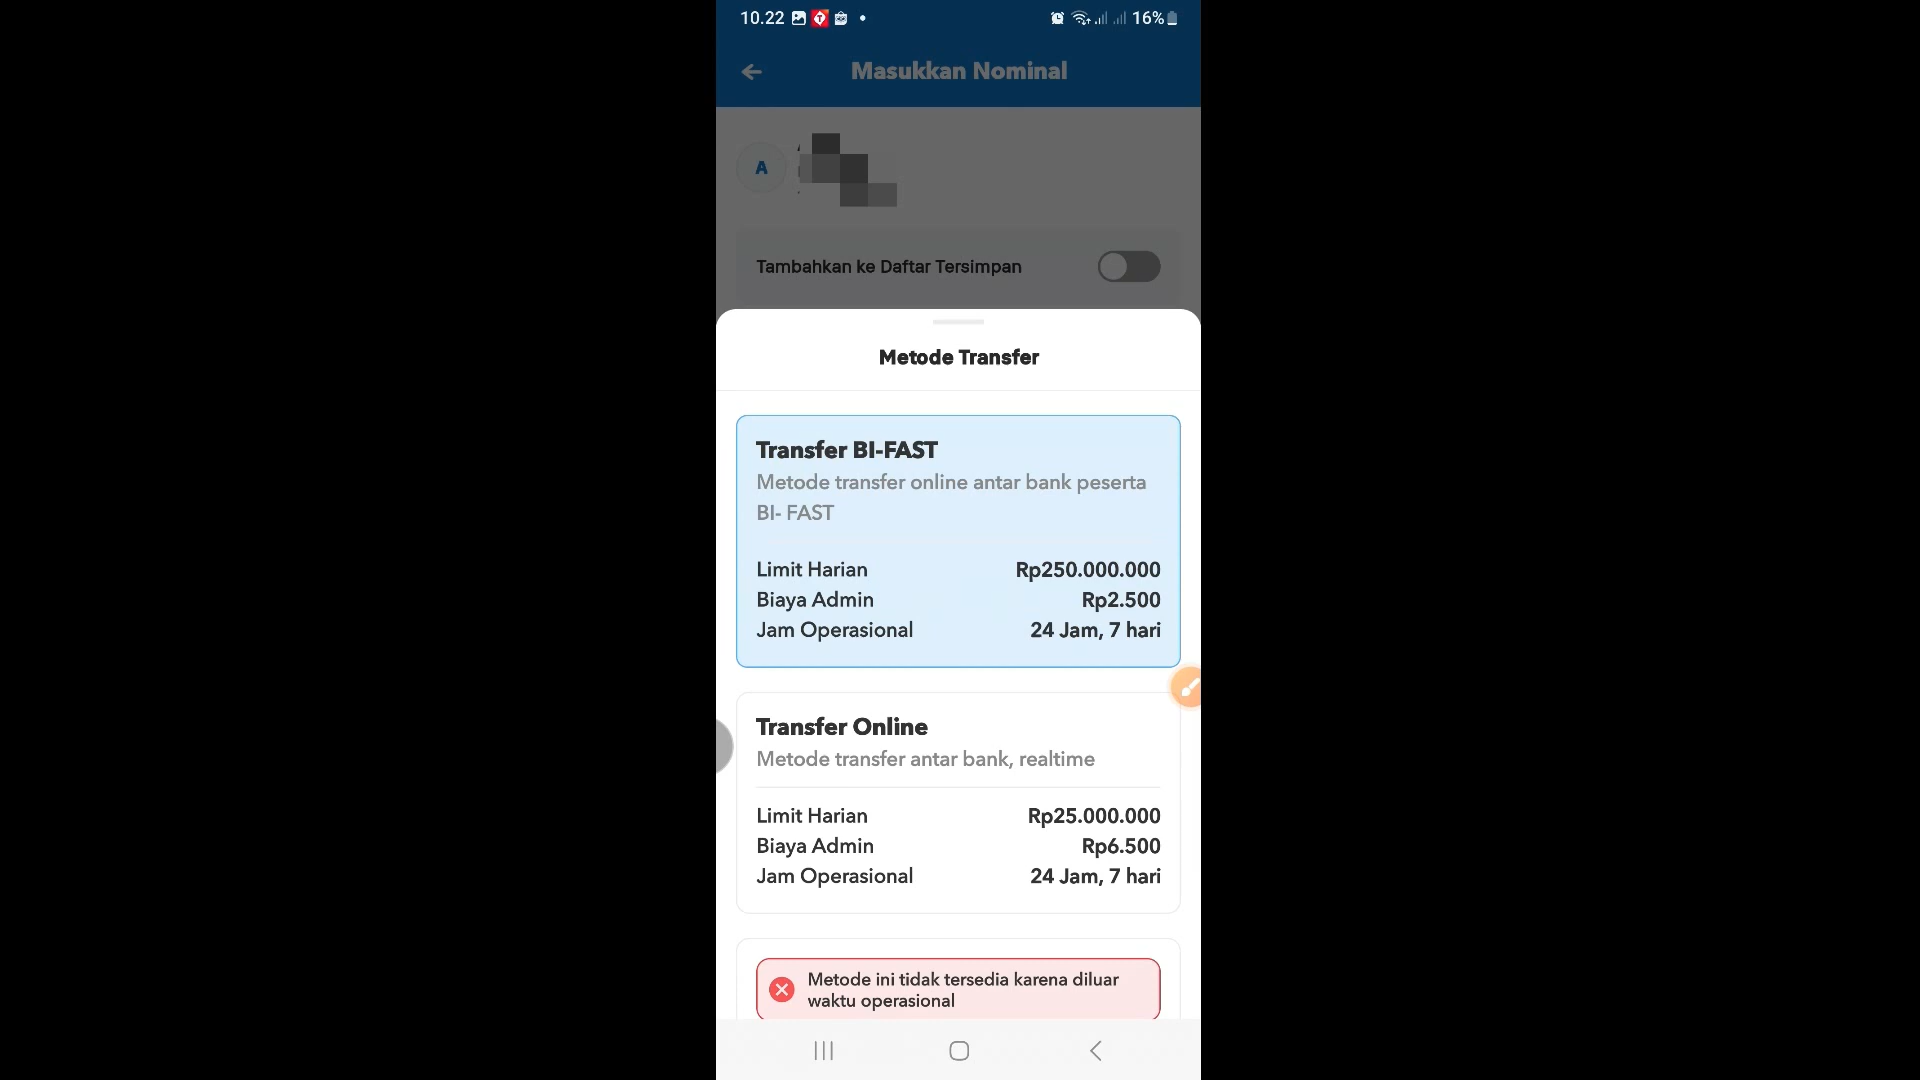 10.22
16%
Masukkan Nominal
A
Tambahkan ke Daftar Tersimpan
Metode Transfer
Transfer BI-FAST
Metode transfer online antar bank peserta
BI- FAST
Limit Harian Rp250.000.000
Biaya Admin Rp2.500
Jam Operasional 24 Jam, 7 hari
Transfer Online
Metode transfer antar bank, realtime
Limit Harian Rp25.000.000
Biaya Admin Rp6.500
Jam Operasional 24 Jam, 7 hari
Metode ini tidak tersedia karena diluar
waktu operasional